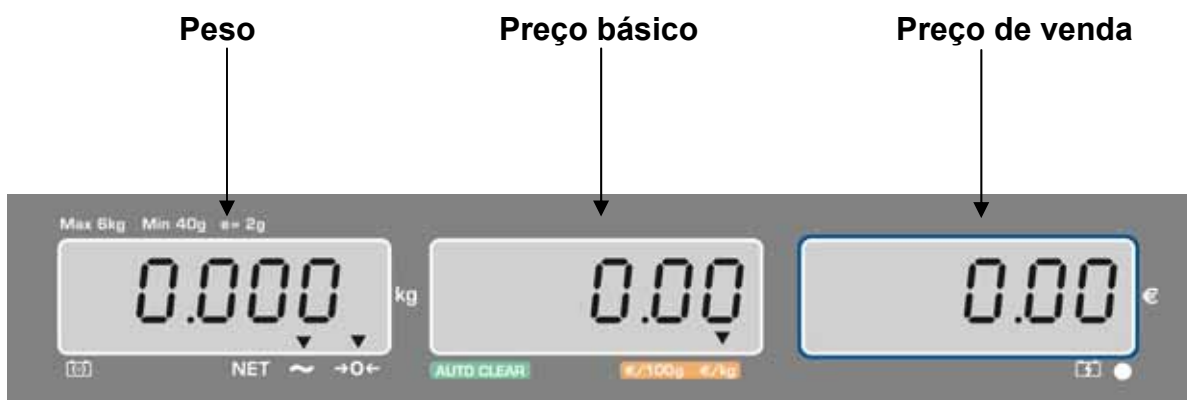 Peso Preço básico Preço de venda
Max 6kg Min 40g e= 2g
0.000 kg 0.00 0.00 €
NET ~ →0← AUTO CLEAR €/100g €/kg